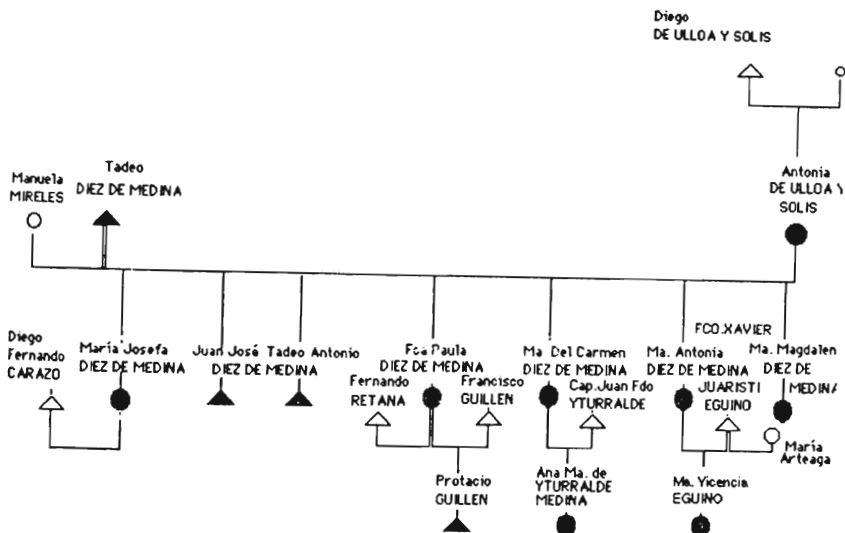 Diego
DE ULLOA Y SOLIS
Manuela
MIRELES
Tadeo
DIEZ DE MEDINA
Antonia
DE ULLOA Y
SOLIS
Diego
Fernando
CARAZO
María Josefa
DIEZ DE MEDINA
Juan José Tadeo Antonio
DIEZ DE MEDINA
Fca Paula
DIEZ DE MEDINA
Fernando
RETANA
Francisco
GUILLEN
Ma Del Carmen
DIEZ DE MEDINA
Cap.Juan Fdo
YTURRALDE
FCO.XAVIER
Ma. Antonia
DIEZ DE MEDINA
JUARISTI
EGUINO
Ma. Magdalen
DIEZ DE
MEDINA
María
Arteaga
Protacio
GUILLEN
Ana Ma. de
YTURRALDE
MEDINA
Ma. Vicencia
EGUINO